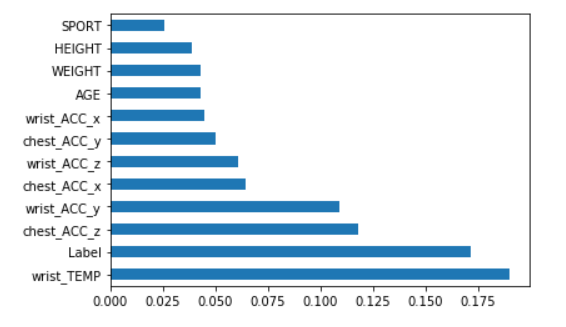 SPORT
HEIGHT
WEIGHT
AGE
wrist_ACC_x
chest_ACC_y
wrist_ACC_z
chest_ACC_x
wrist_ACC_y
chest_ACC_z
Label
wrist_TEMP
0.000 0.025 0.050 0.075 0.100 0.125 0.150 0.175